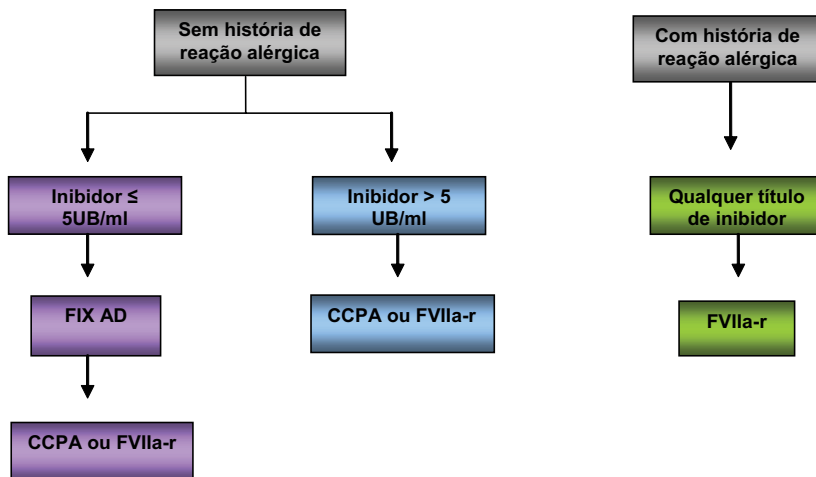 Sem história de
reação alérgica
Com história de
reação alérgica
Inibidor ≤
5UB/ml
Inibidor > 5
UB/ml
Qualquer título
de inibidor
FIX AD
CCPA ou FVIIa-r
FVIIa-r
CCPA ou FVIIa-r